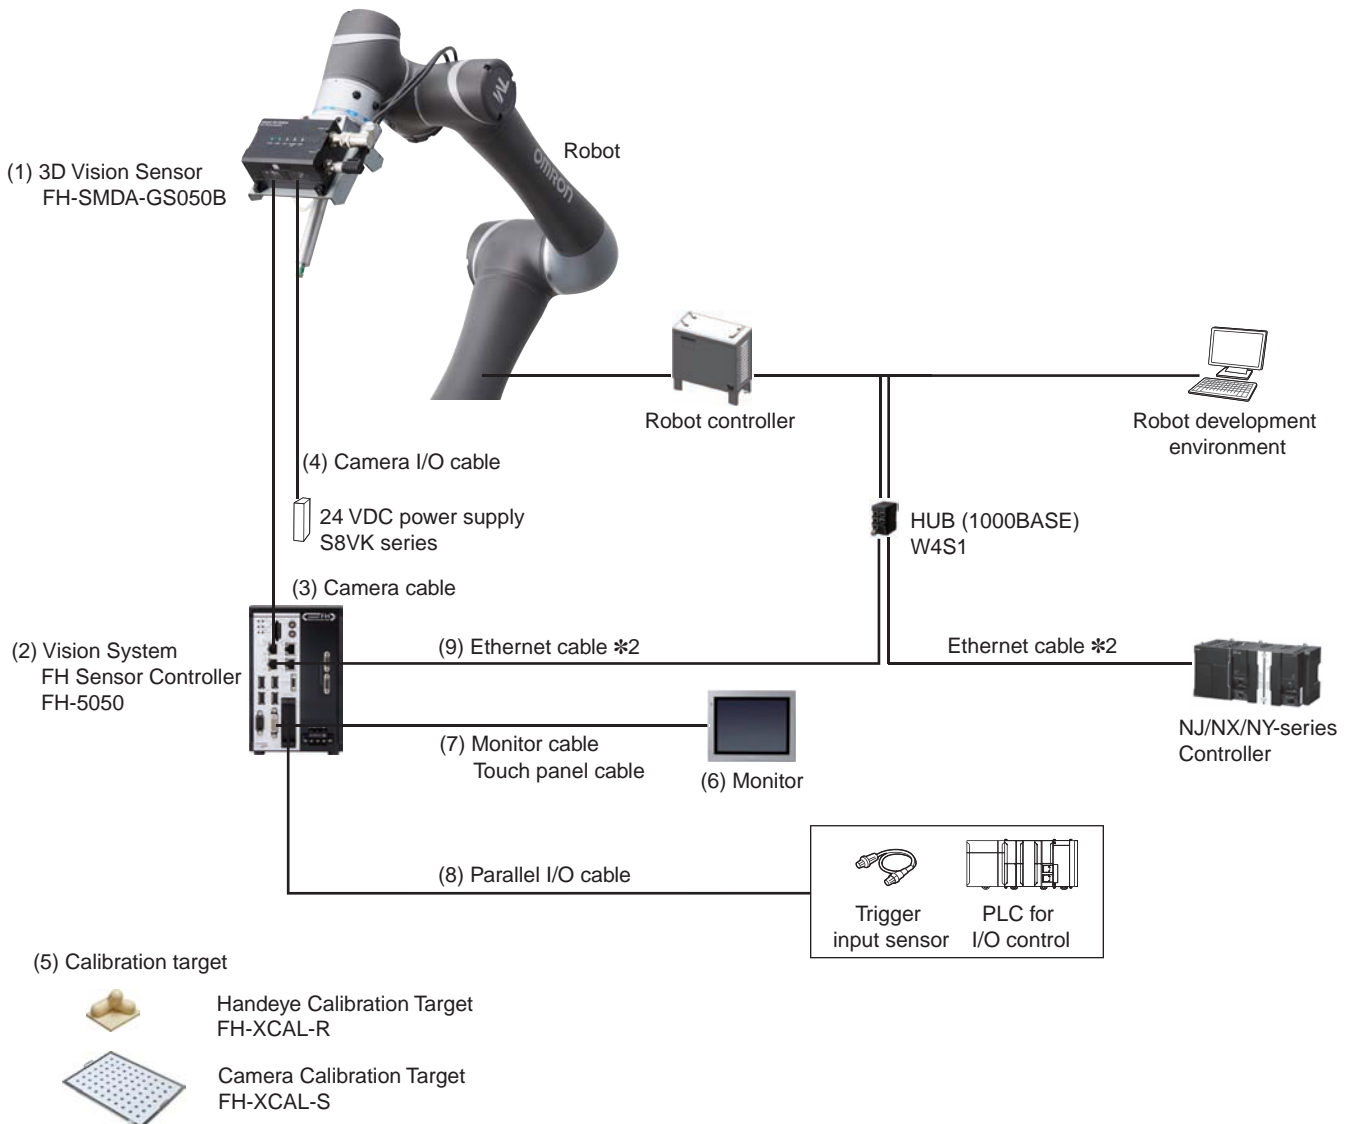 Robot
OMRON
TM
(1) 3D Vision Sensor
FH-SMDA-GS050B
Robot controller
Robot development
environment
(4) Camera I/O cable
24 VDC power supply
S8VK series
HUB (1000BASE)
W4S1
(3) Camera cable
FH
(2) Vision System
FH Sensor Controller
FH-5050
(9) Ethernet cable ✻2
Ethernet cable ✻2
NJ/NX/NY-series
Controller
(7) Monitor cable
Touch panel cable
(6) Monitor
(8) Parallel I/O cable
Trigger
input sensor
PLC for
I/O control
(5) Calibration target
Handeye Calibration Target
FH-XCAL-R
Camera Calibration Target
FH-XCAL-S